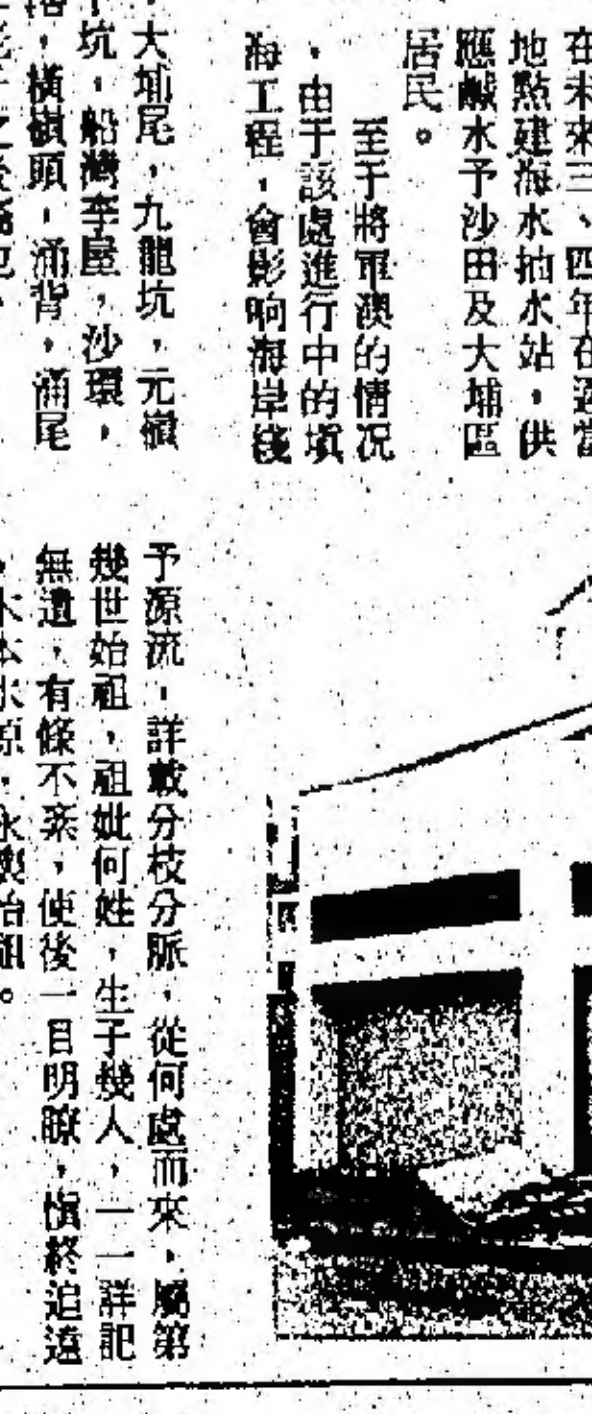 在未來三、四年在適當
地點建海水抽水站，供
應鹹水予沙田及大埔區
居民。
至于將軍澳的情况
，由于該處進行中的填
海工程，會影响海岸綫
，大埔尾，九龍坑，元嶺
坑，船灣李屋，沙環，
，橫嶺頭，涌背，涌尾
予源流，詳載分枝分脈，從何處而來，屬第
幾世始祖，祖妣何姓，生子幾人，一一詳記
無遺，有條不紊，使後一目明瞭，慎終追遠
，木本水原，永懷始祖。